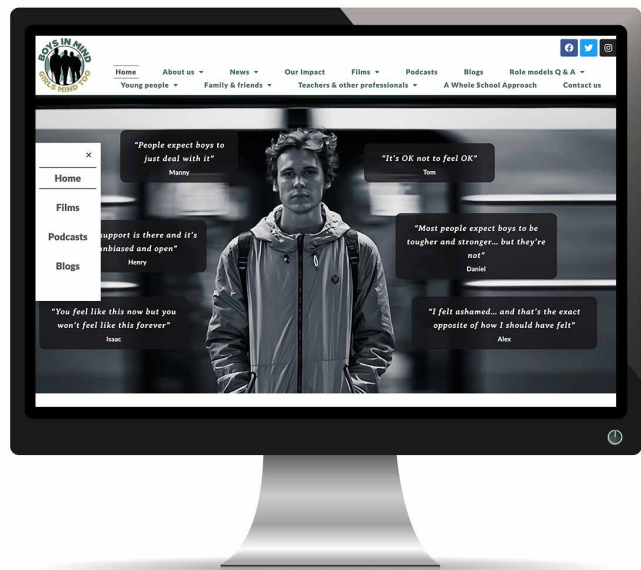 BOYS IN MIND
GIRLS MIND TOO
Home About us News Our Impact Films Podcasts Blogs Role models Q & A
Young people Family & friends Teachers & other professionals A Whole School Approach Contact us
×
Home
Films
Podcasts
Blogs
"People expect boys to
just deal with it"
Manny
"It's OK not to feel OK"
Tom
support is there and it's
unbiased and open"
Henry
"Most people expect boys to be
tougher and stronger... but they're
not"
Daniel
"You feel like this now but you
won't feel like this forever"
Isaac
"I felt ashamed... and that's the exact
opposite of how I should have felt"
Alex